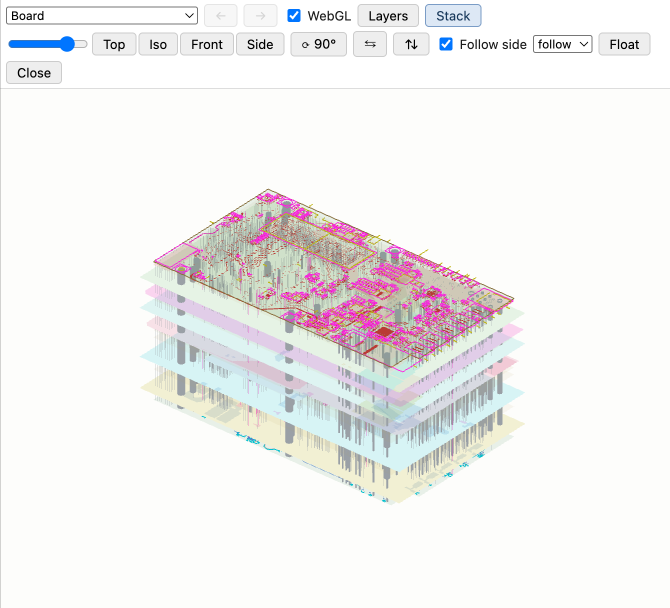 Board ← → WebGL Layers Stack
Top Iso Front Side ⟳ 90° ⇆ ⇅ Follow side follow Float
Close